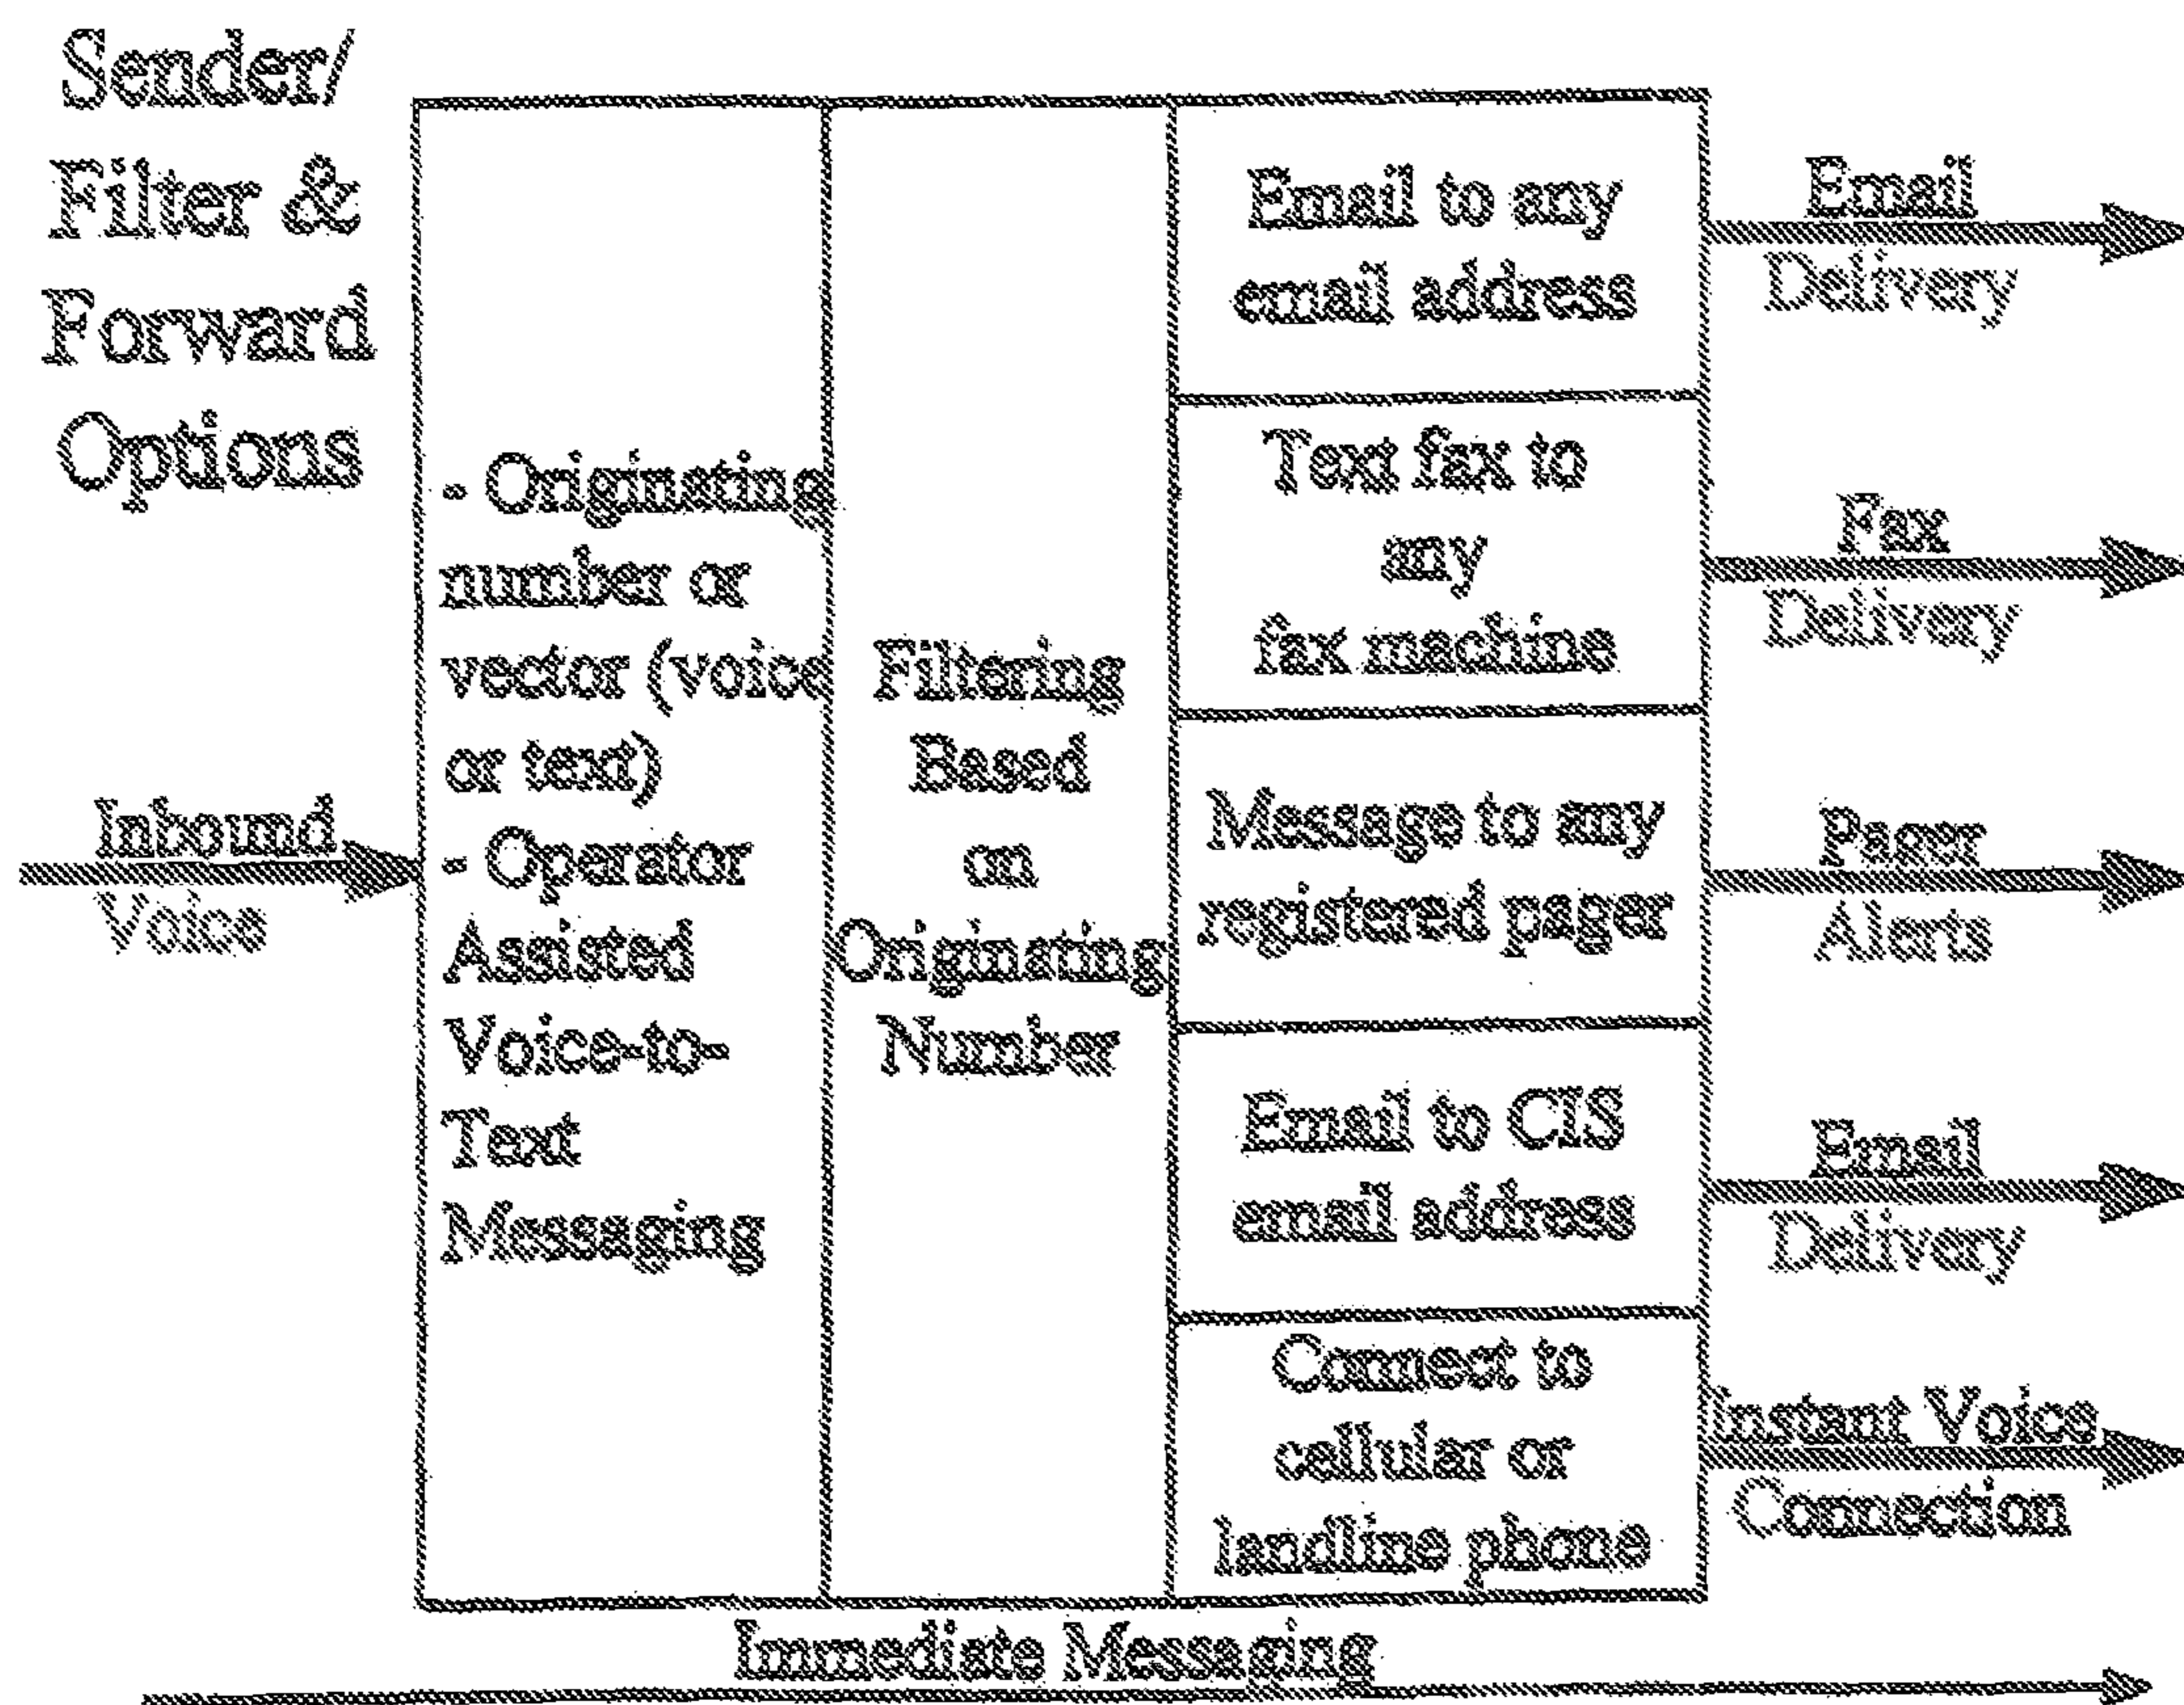 Sender/
Filter &
Forward
Options
Inbound
Voice
- Originating
number or
vector (voice
or text)
- Operator
Assisted
Voice-to-
Text
Messaging
Filtering
Based
on
Originating
Number
Email to any
email address
Text fax to
any
fax machine
Message to any
registered pager
Email to CIS
email address
Connect to
cellular or
landline phone
Email
Delivery
Fax
Delivery
Pager
Alerts
Email
Delivery
Instant Voice
Connection
Immediate Messaging